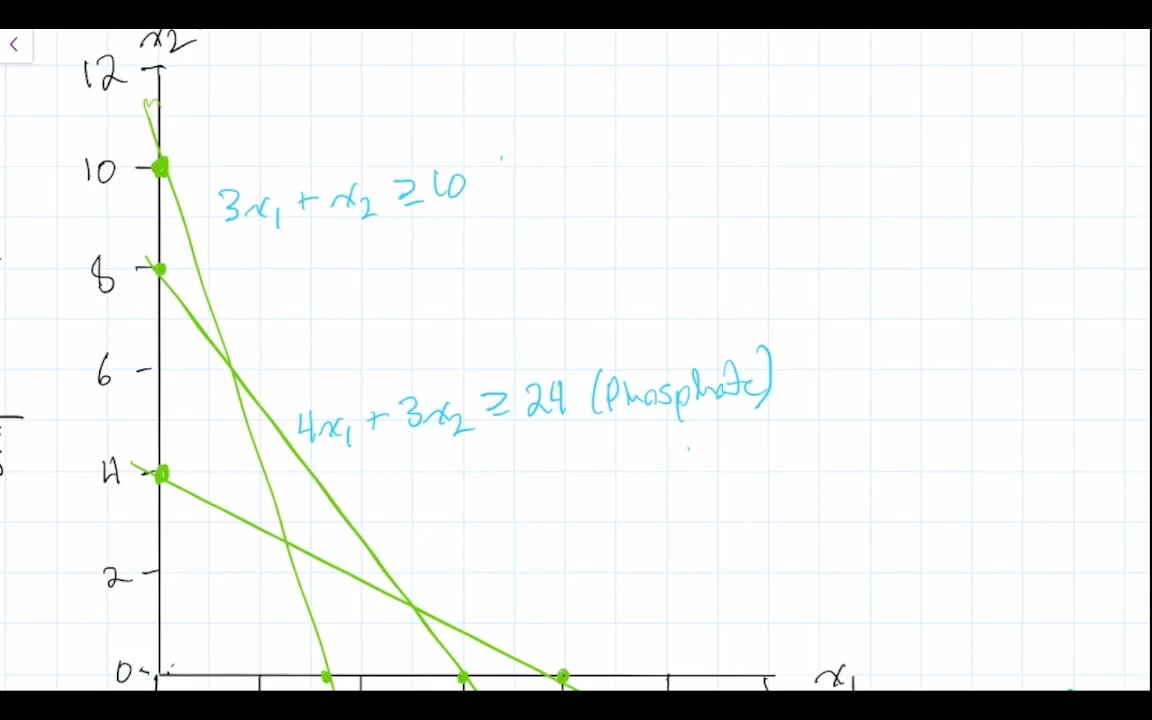 x2
12
10
3x₁ + x₂ ≥ 10
8
6
4x₁ + 3x₂ ≥ 24 (Phosphate)
4
2
0
x₁